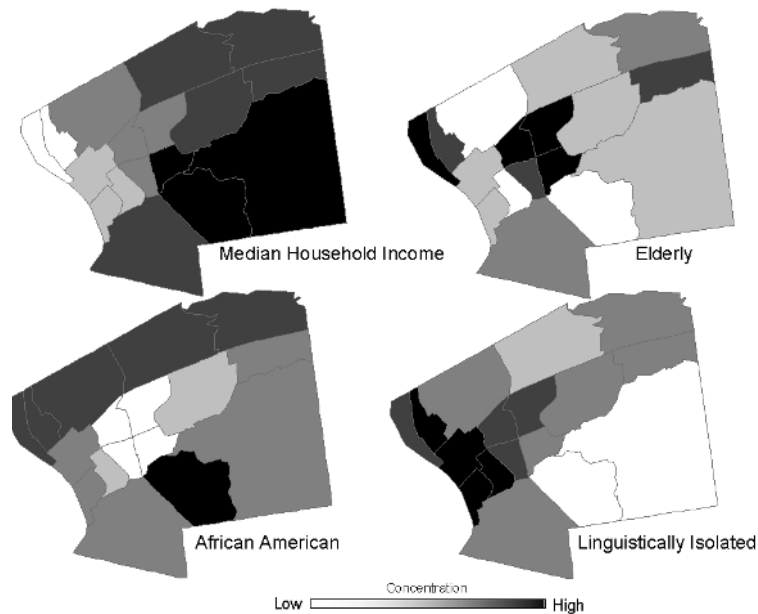 Median Household Income
Elderly
African American
Linguistically Isolated
Concentration
Low
High